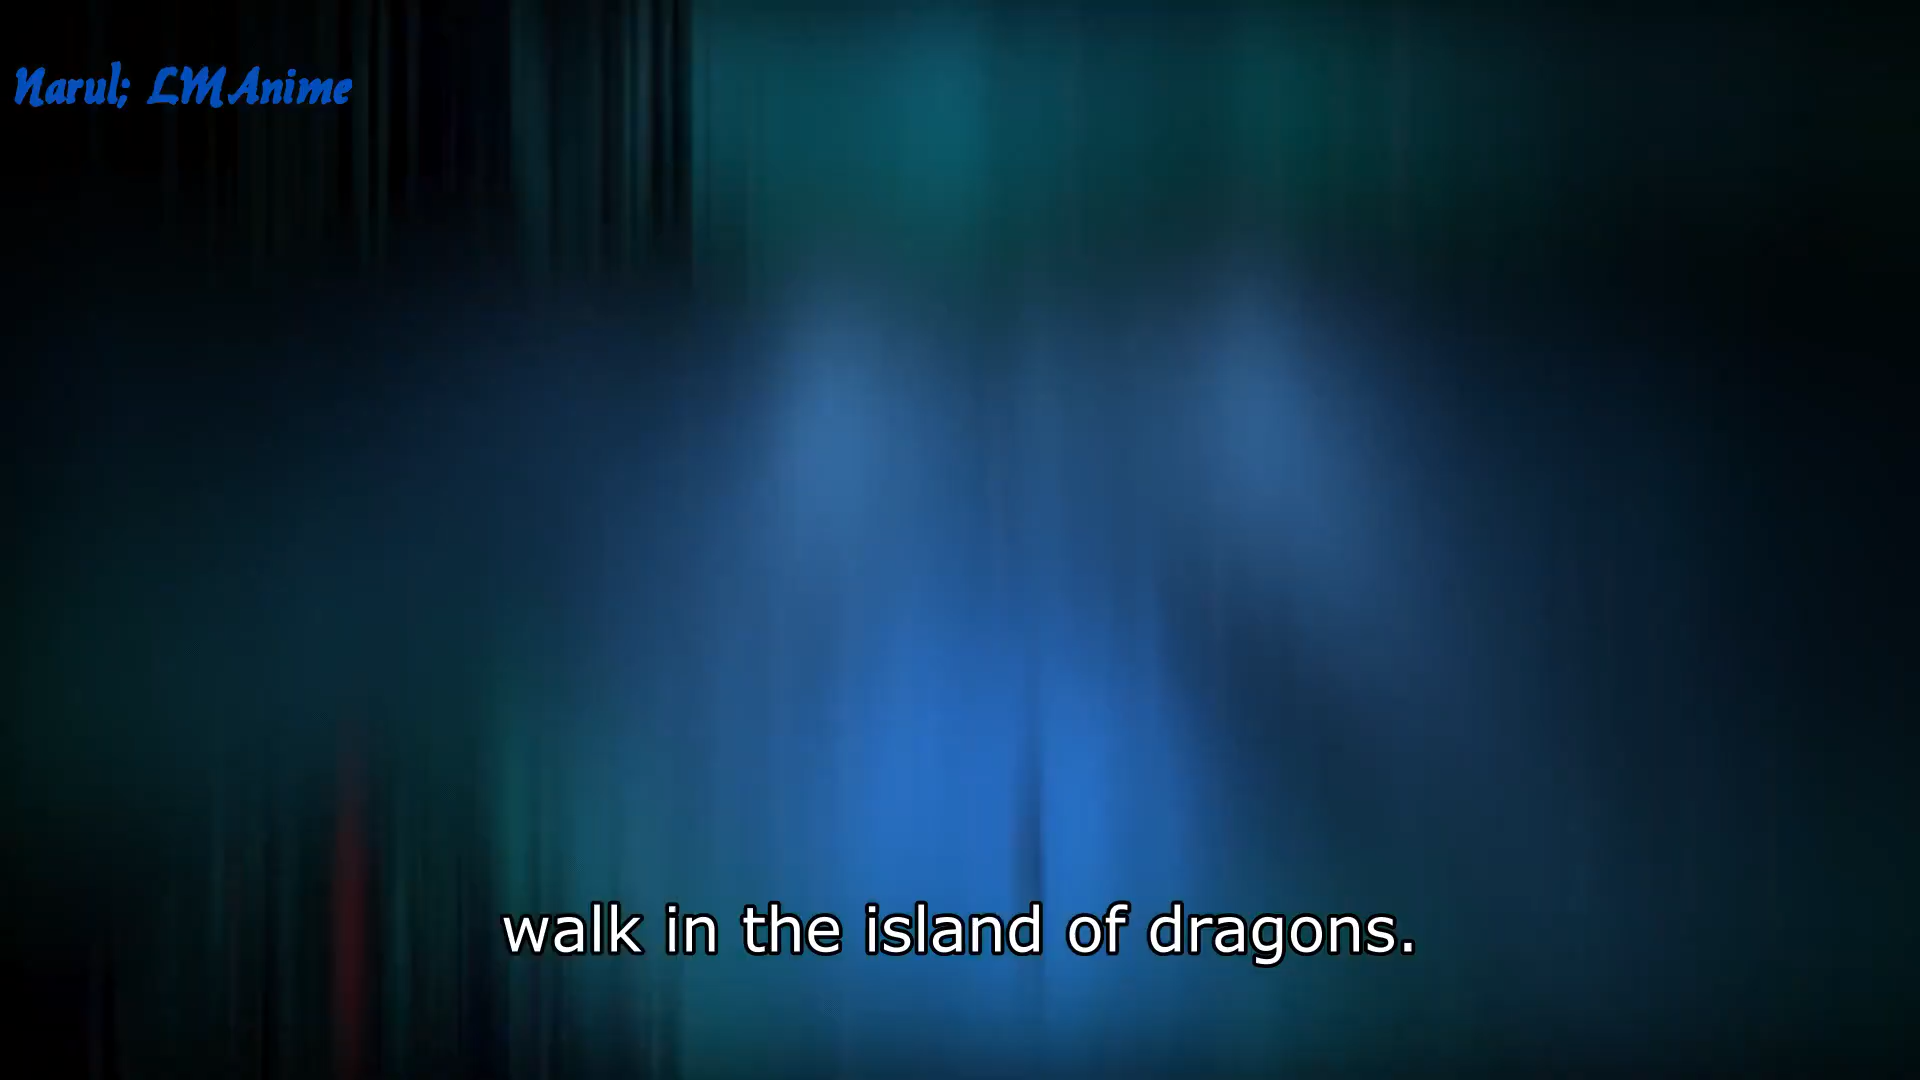 Narul; LMAnime
walk in the island of dragons.